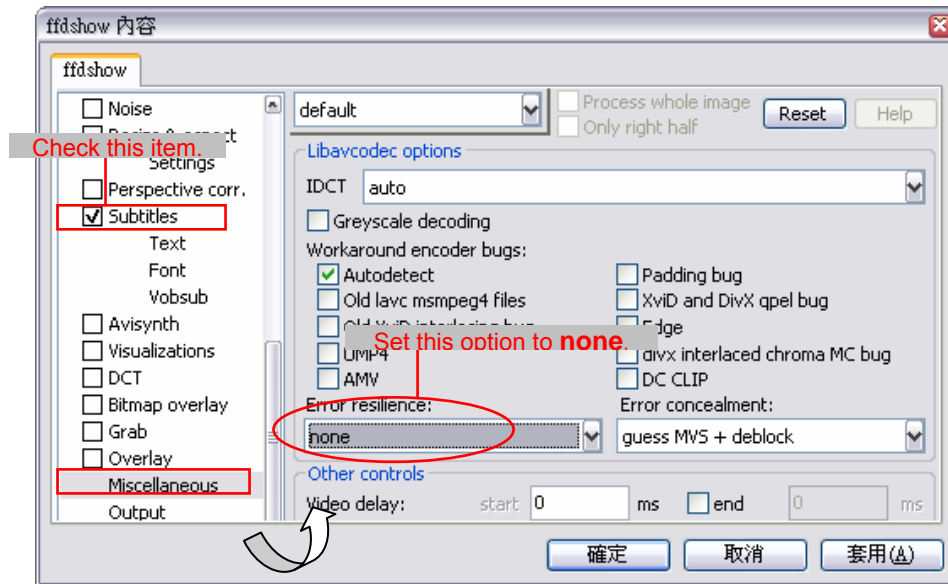 ffdshow 內容
ffdshow
Noise
Check this item.
Settings
Perspective corr.
Subtitles
Text
Font
Vobsub
Avisynth
Visualizations
DCT
Bitmap overlay
Grab
Overlay
Miscellaneous
Output
default
Process whole image
Only right half
Reset
Help
Libavcodec options
IDCT auto
Greyscale decoding
Workaround encoder bugs:
Autodetect
Padding bug
Old lavc msmpeg4 files
XviD and DivX qpel bug
Edge
Set this option to none.
UMP4
divx interlaced chroma MC bug
AMV
DC CLIP
Error resilience:
Error concealment:
none
guess MVS + deblock
Other controls
Video delay: start 0 ms end 0 ms
確定
取消
套用(A)